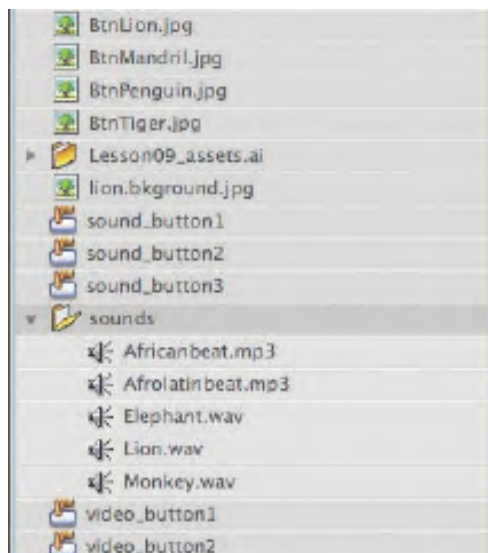 BtnLion.jpg
BtnMandril.jpg
BtnPenguin.jpg
BtnTiger.jpg
Lesson09_assets.ai
lion.bkground.jpg
sound_button1
sound_button2
sound_button3
sounds
Africanbeat.mp3
Afrolatinbeat.mp3
Elephant.wav
Lion.wav
Monkey.wav
video_button1
video_button2